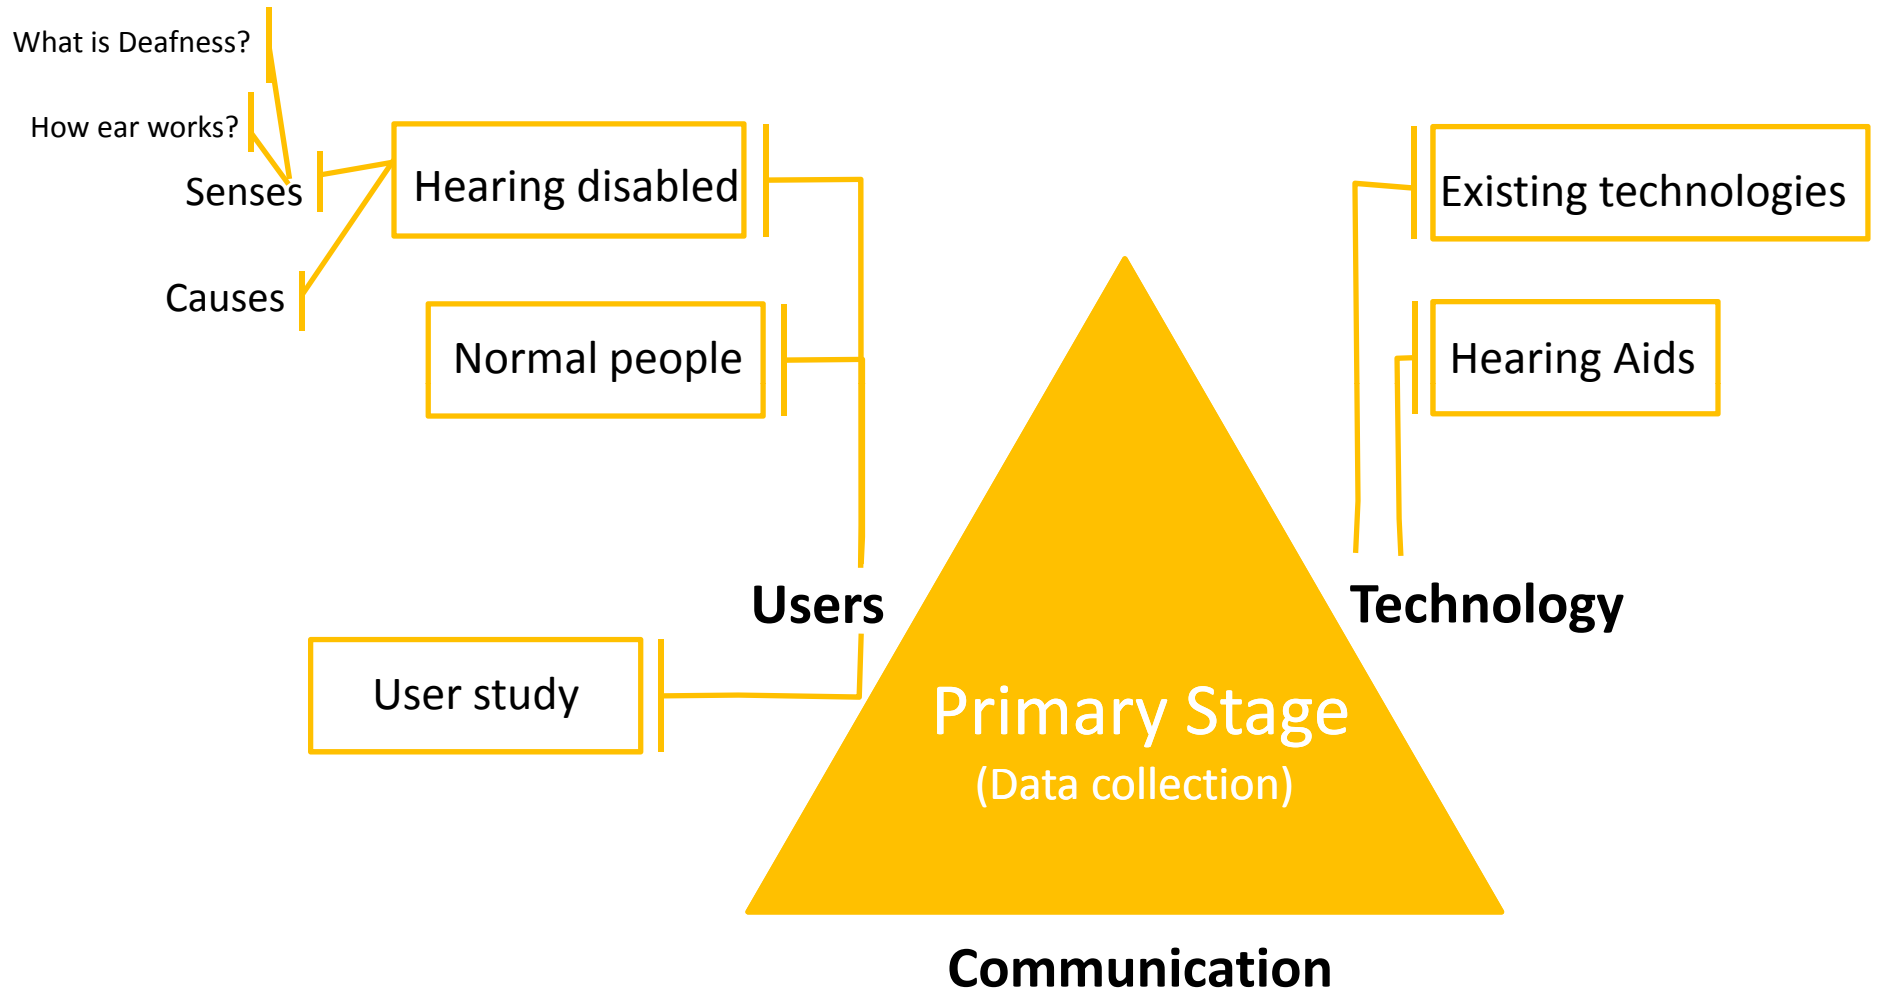 What is Deafness?
How ear works?
Senses
Causes
Hearing disabled
Normal people
Existing technologies
Hearing Aids
Users
Technology
User study
Primary Stage
(Data collection)
Communication